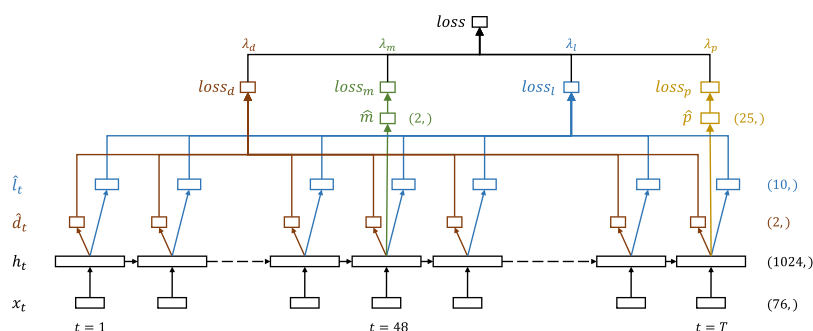 loss
λ_d λ_m λ_l λ_p
loss_d loss_m loss_l loss_p
m̂ (2,) p̂ (25,)
l̂_t (10,)
d̂_t (2,)
h_t (1024,)
x_t (76,)
t = 1 t = 48 t = T